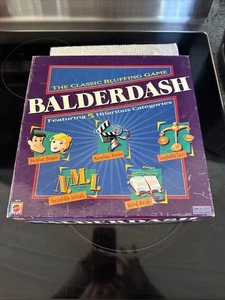 THE CLASSIC BLUFFING GAME
BALDERDASH
Featuring 5 Hilarious Categories
Peculiar People
Marvelous Movies
Laughable Laws
A.M.I.
Incredible Initials
Weird Words
MATTEL